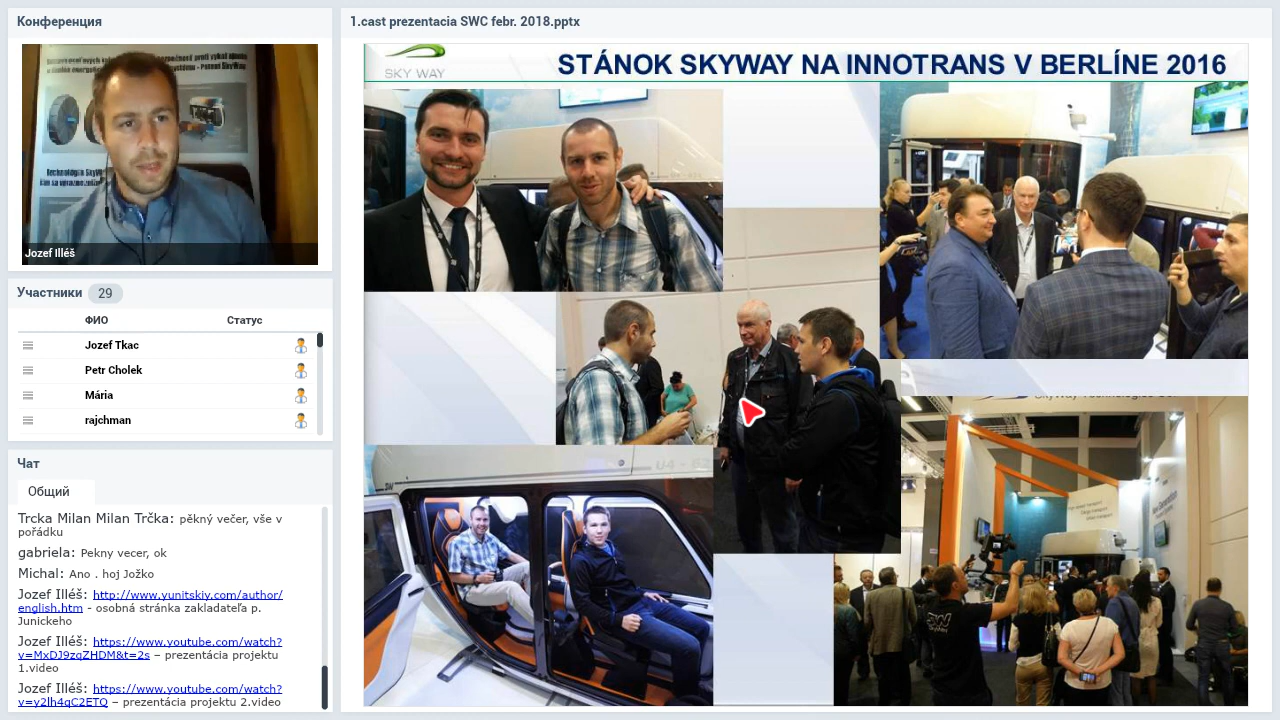 Конференция
Jozef Illéš
Участники 29
ФИО Статус
Jozef Tkac
Petr Cholek
Mária
rajchman
Чат
Общий
Trcka Milan Milan Trčka: pěkný večer, vše v
pořádku
gabriela: Pekny vecer, ok
Michal: Ano . hoj Jožko
Jozef Illéš: http://www.yunitskiy.com/author/
english.htm - osobná stránka zakladateľa p.
Junickeho
Jozef Illéš: https://www.youtube.com/watch?
v=MxDJ9zqZHDM&t=2s – prezentácia projektu
1.video
Jozef Illéš: https://www.youtube.com/watch?
v=y2lh4qC2ETQ – prezentácia projektu 2.video
1.cast prezentacia SWC febr. 2018.pptx
SKY WAY
STÁNOK SKYWAY NA INNOTRANS V BERLÍNE 2016
U4 - 62
SkyWay